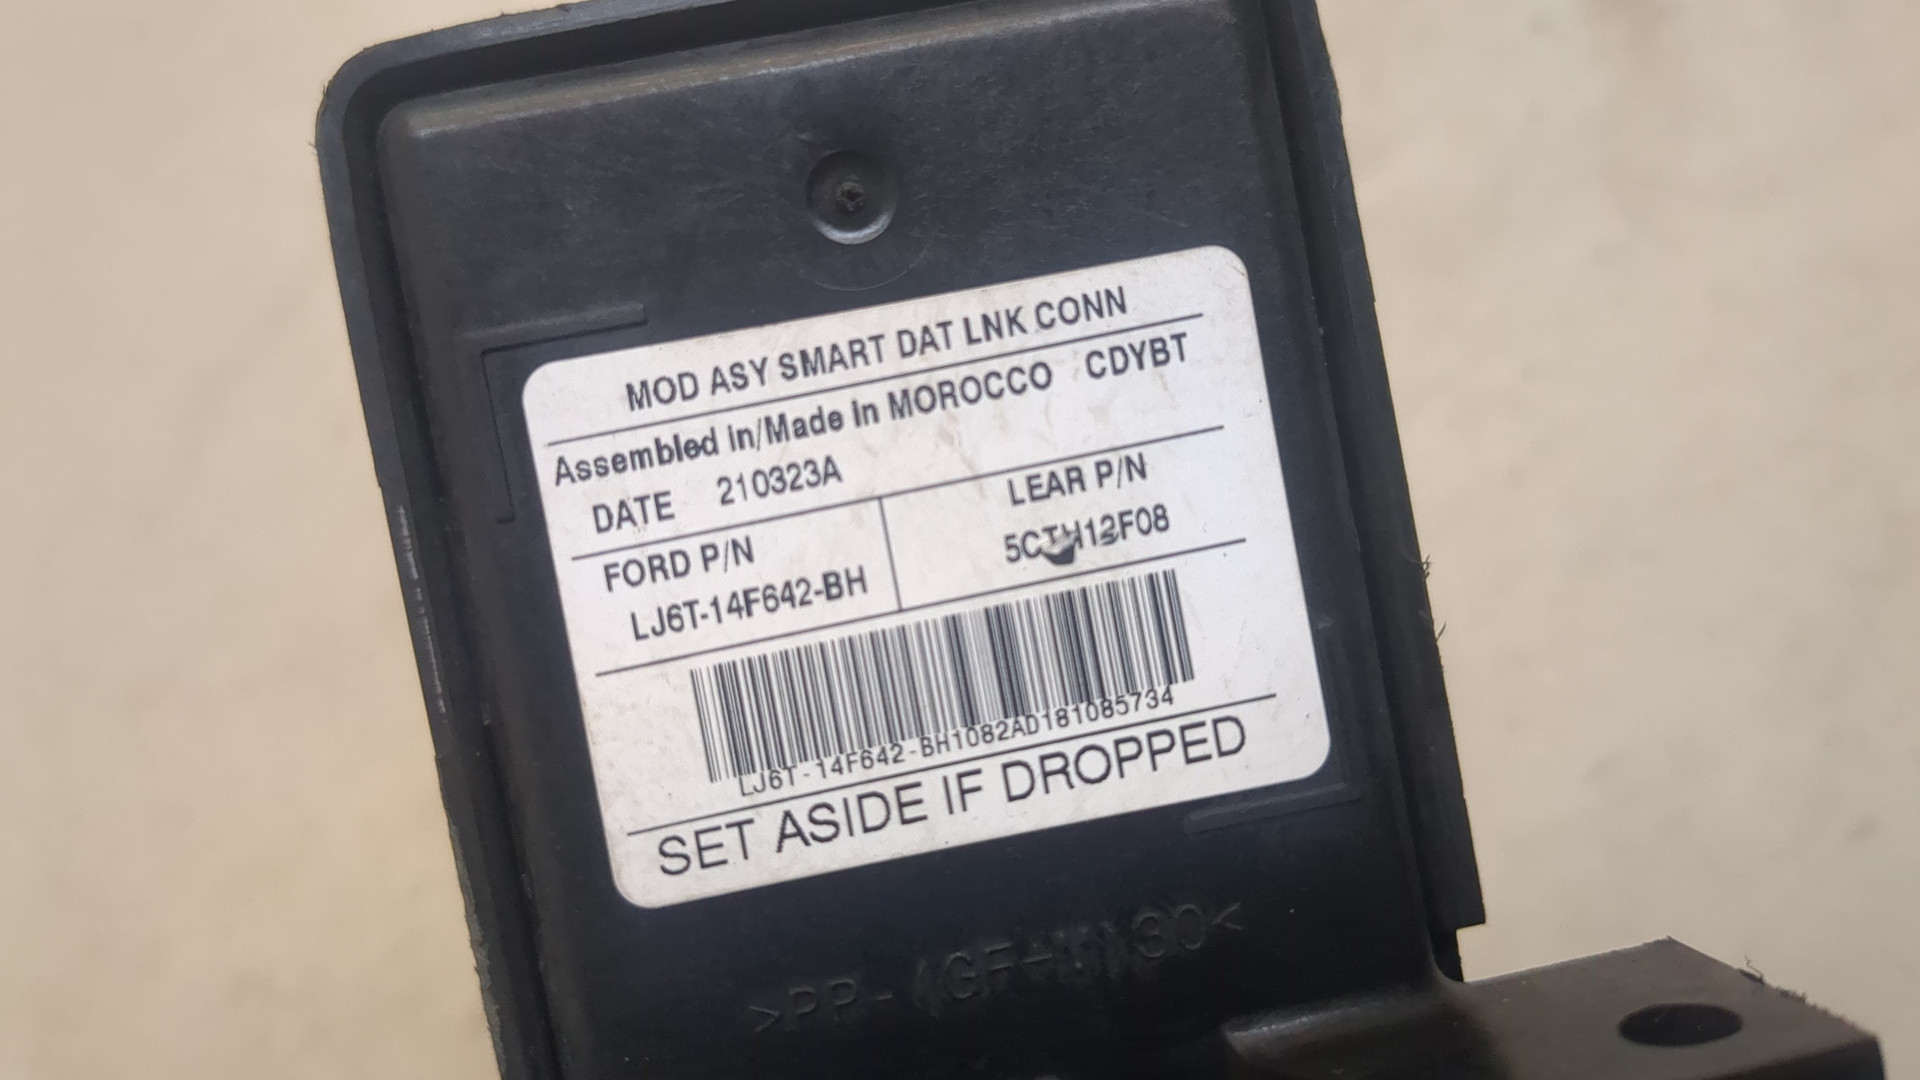 MOD ASY SMART DAT LNK CONN
Assembled in/Made in MOROCCO CDYBT
DATE 210323A
FORD P/N
LJ6T-14F642-BH
LEAR P/N
LJ6T-14F642-BH1082AD181085734
SET ASIDE IF DROPPED